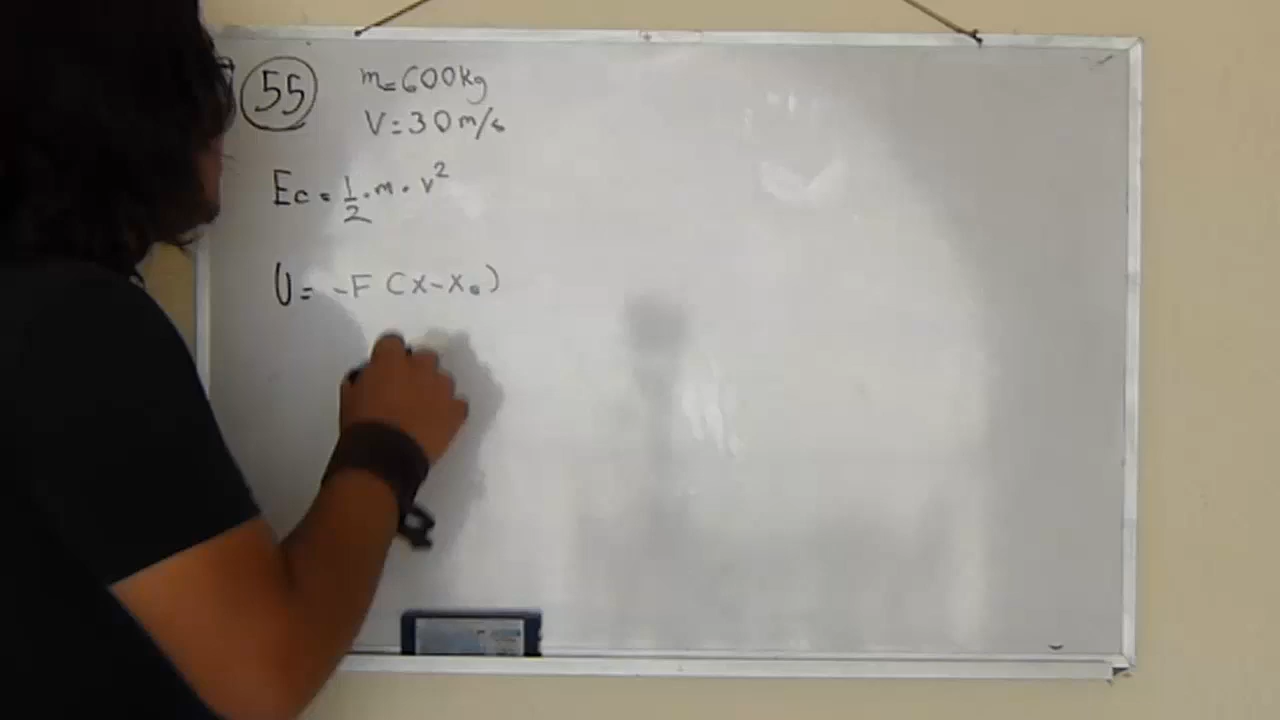 55 m=600kg
V=30m/s
Ec=½·m·v²
U=-F(x-x₀)